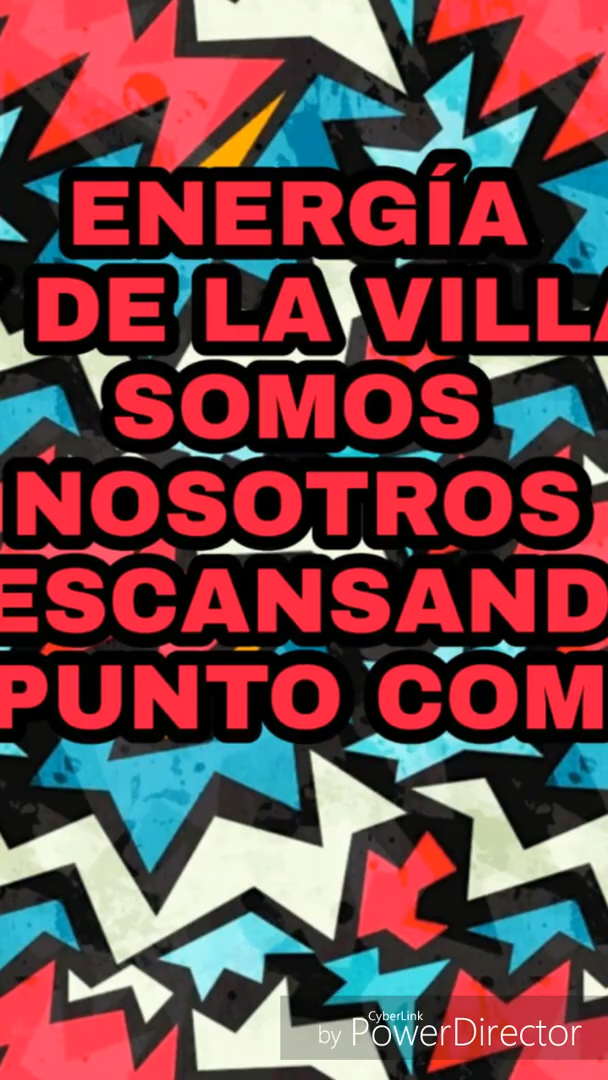 ENERGÍA
Y DE LA VILLA
SOMOS
NOSOTROS
ESCANSAND
PUNTO COM
CyberLink
by PowerDirector